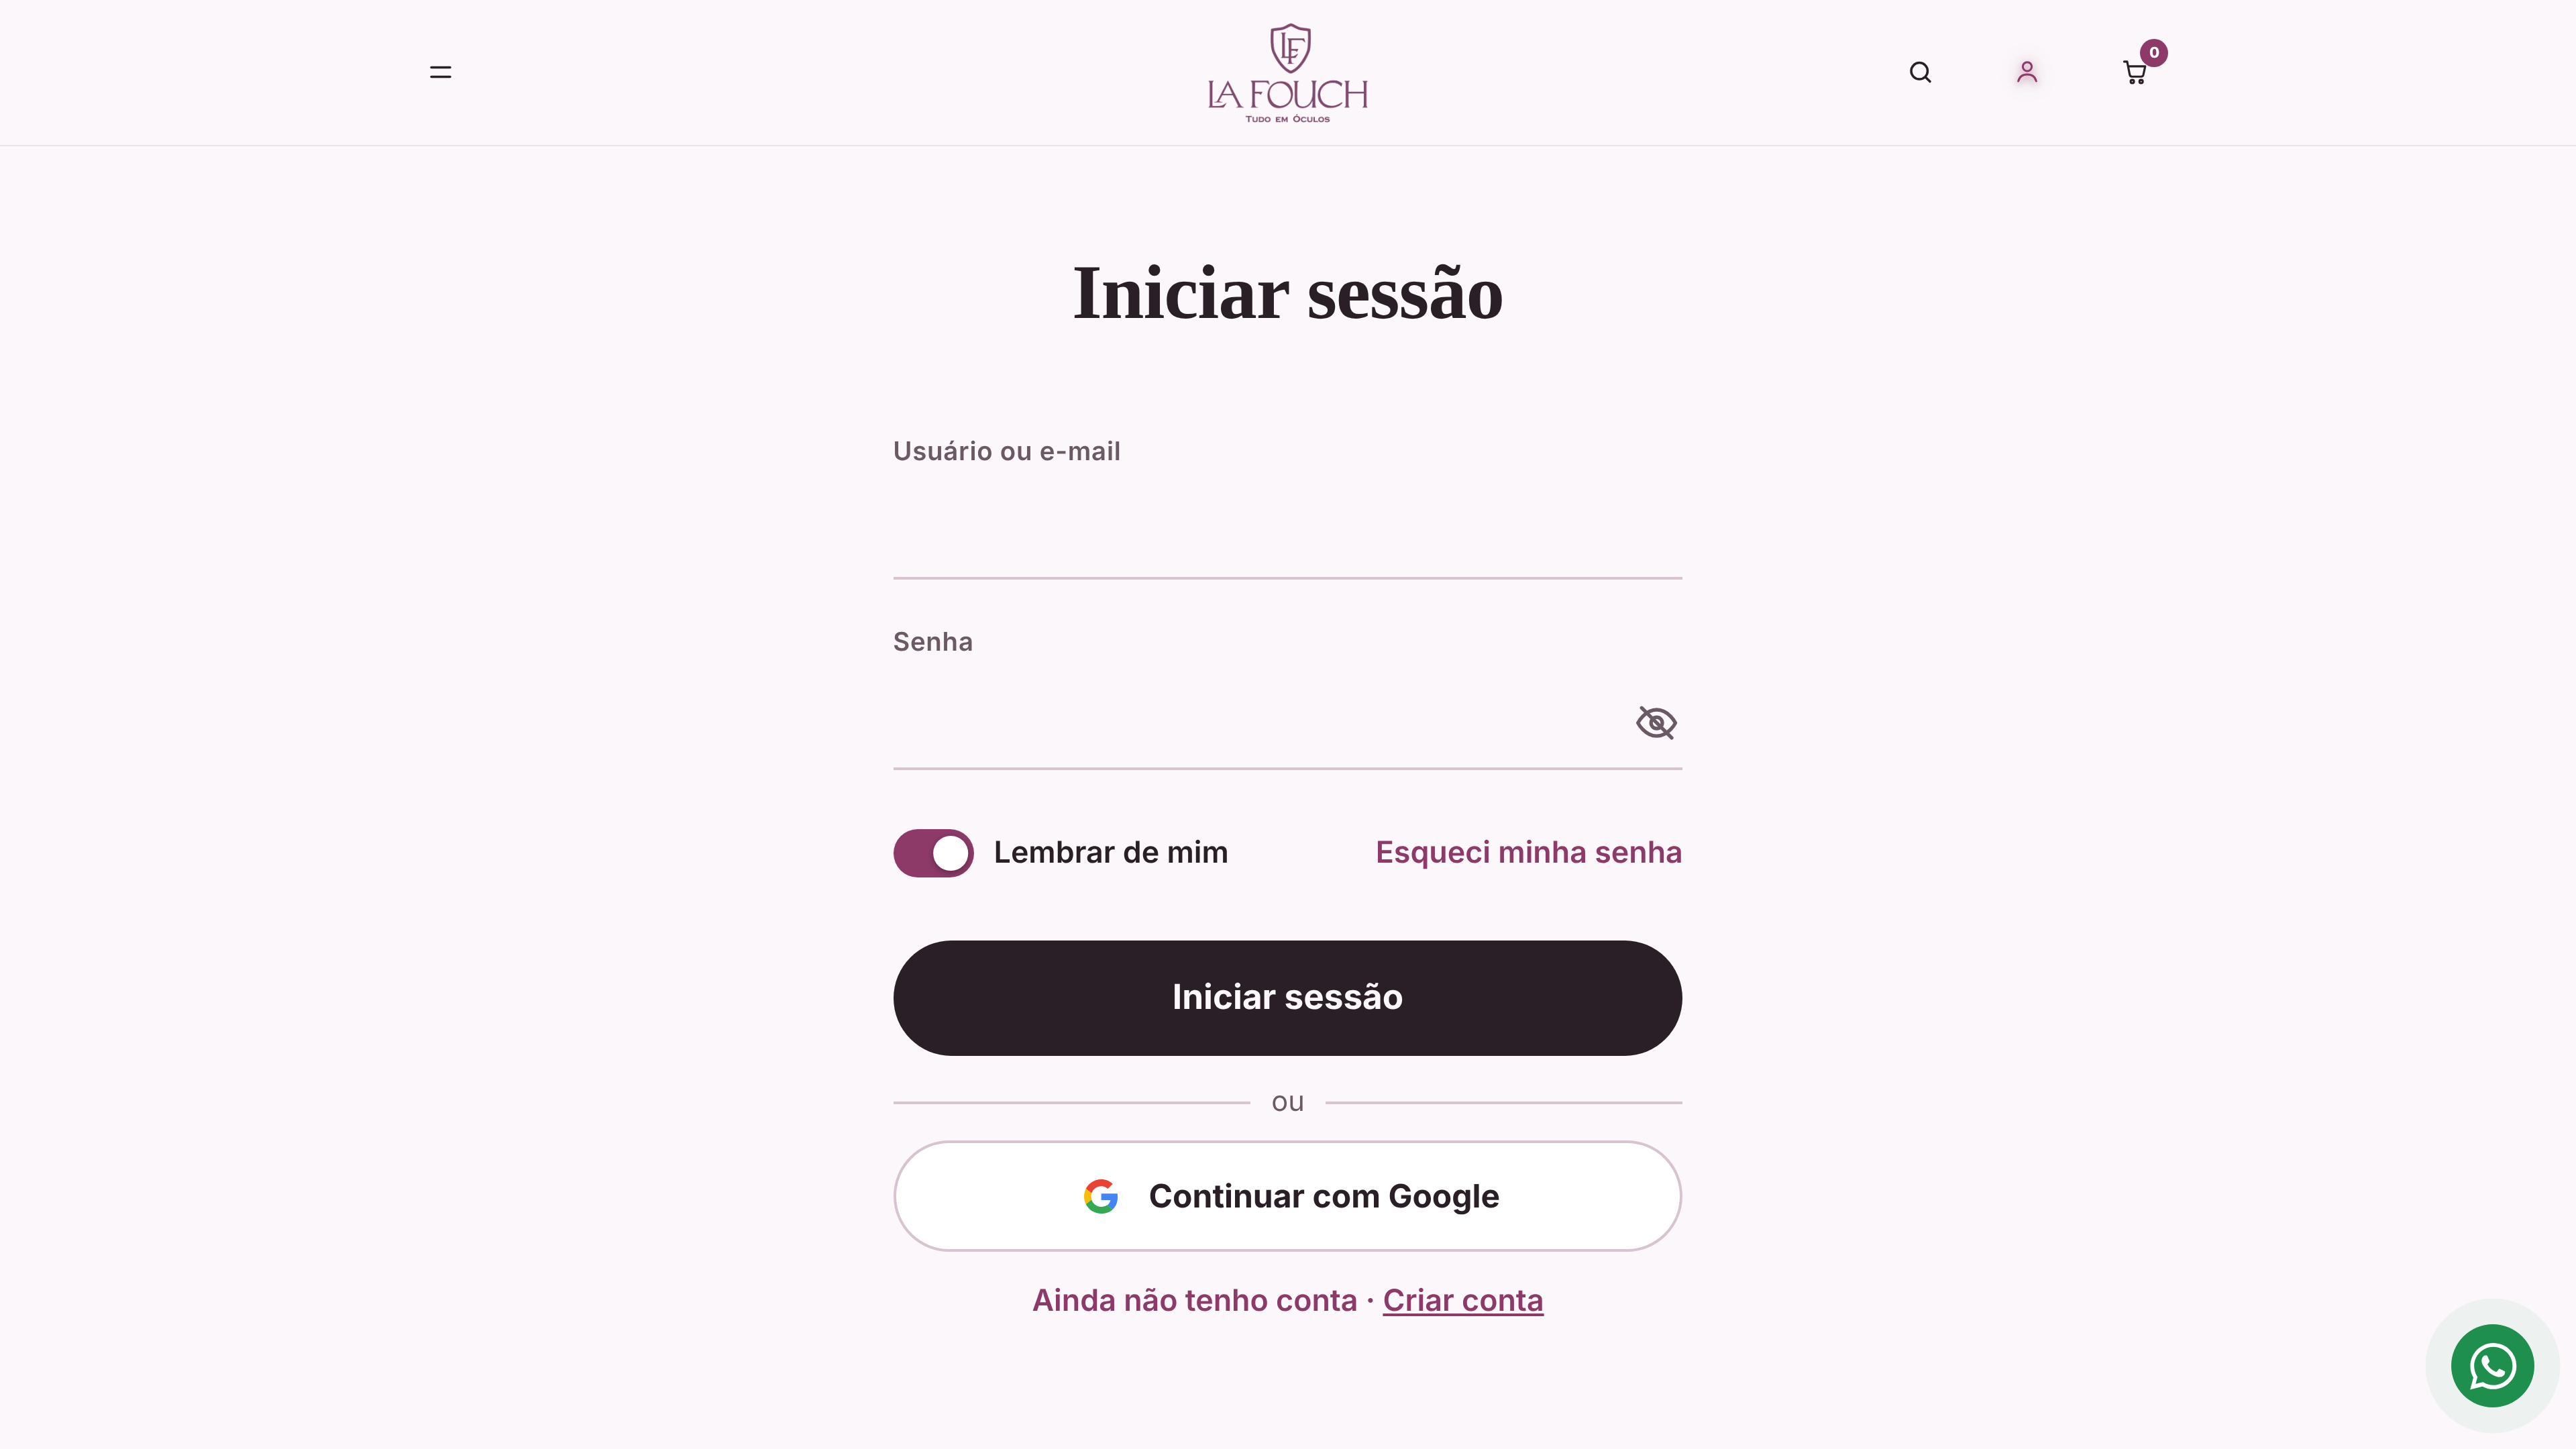 LF
LA FOUCH
Tudo em Óculos
0
Iniciar sessão
Usuário ou e-mail
Senha
Lembrar de mim
Esqueci minha senha
Iniciar sessão
ou
Continuar com Google
Ainda não tenho conta · Criar conta